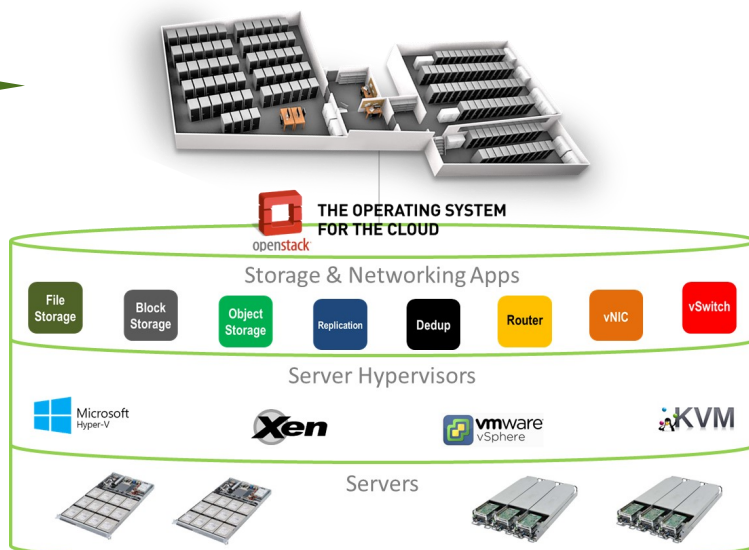 THE OPERATING SYSTEM
FOR THE CLOUD
openstack
Storage & Networking Apps
File
Storage
Block
Storage
Object
Storage
Replication
Dedup
Router
vNIC
vSwitch
Server Hypervisors
Microsoft
Hyper-V
Xen
vmware
vSphere
KVM
Servers